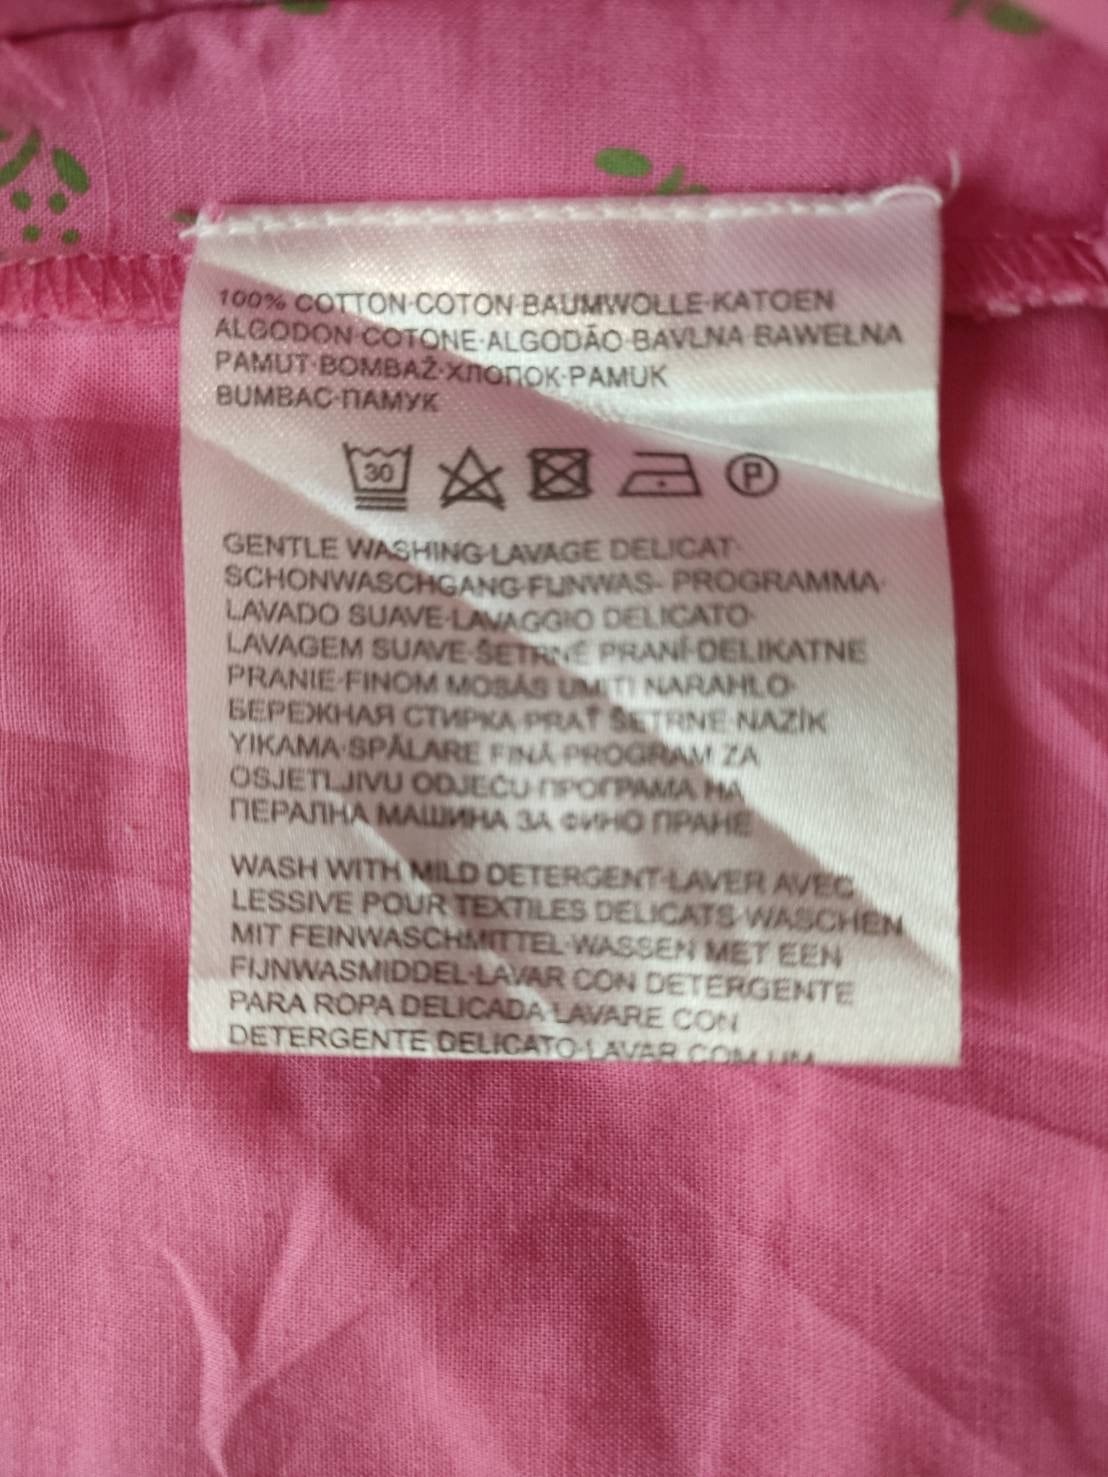 100% COTTON·COTON·BAUMWOLLE·KATOEN
ALGODON·COTONE·ALGODÃO·BAVLNA·BAWEŁNA
PAMUT·BOMBAŽ·ХЛОПОК·PAMUK
BUMBAC·ПАМУК
30
P
GENTLE WASHING·LAVAGE DELICAT·
SCHONWASCHGANG·FIJNWAS- PROGRAMMA·
LAVADO SUAVE·LAVAGGIO DELICATO·
LAVAGEM SUAVE·ŠETRNÉ PRANÍ·DELIKATNE
PRANIE·FINOM MOSÁS UMITI NARAHLO·
БЕРЕЖНАЯ СТИРКА·PRAŤ ŠETRNE·NAZİK
YIKAMA·SPĂLARE FINĂ·PROGRAM ZA
OSJETLJIVU ODJEĆU·ПРОГРАМА НА
ПЕРАЛНА МАШИНА ЗА ФИНО ПРАНЕ
WASH WITH MILD DETERGENT·LAVER AVEC
LESSIVE POUR TEXTILES DELICATS·WASCHEN
MIT FEINWASCHMITTEL·WASSEN MET EEN
FIJNWASMIDDEL·LAVAR CON DETERGENTE
PARA ROPA DELICADA·LAVARE CON
DETERGENTE DELICATO·LAVAR COM UM